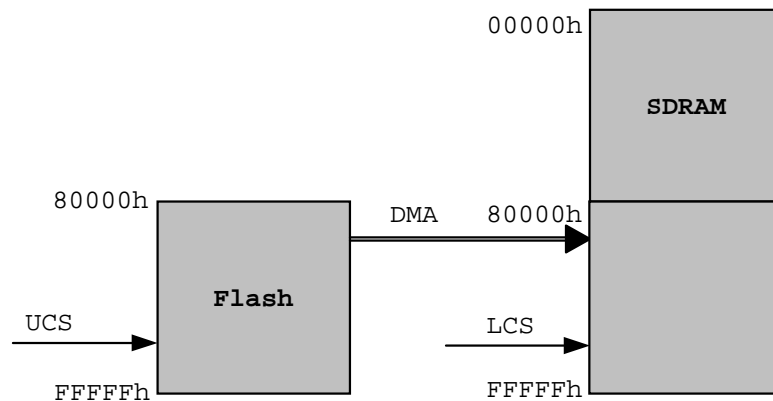 00000h
SDRAM
80000h
DMA
80000h
Flash
UCS
LCS
FFFFFh
FFFFFh